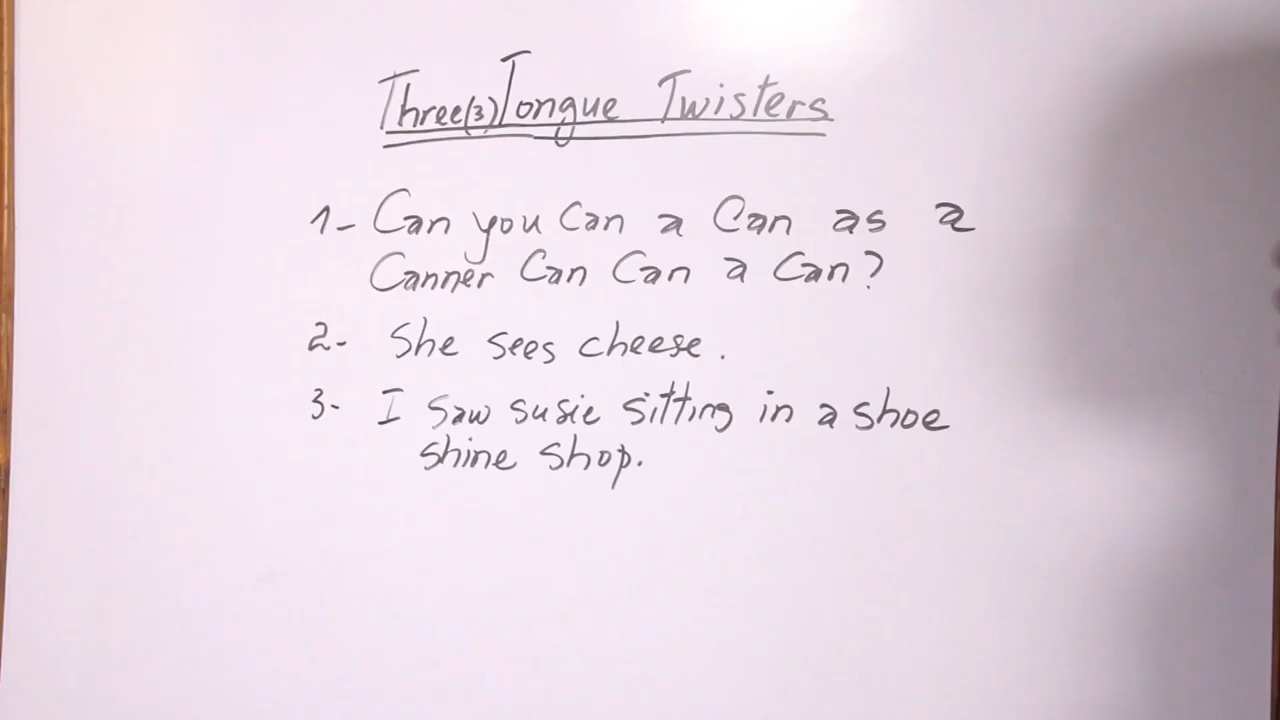 Three(3) Tongue Twisters
1- Can you Can a Can as a
Canner Can Can a Can?
2- She sees cheese.
3- I saw susie sitting in a shoe
shine shop.